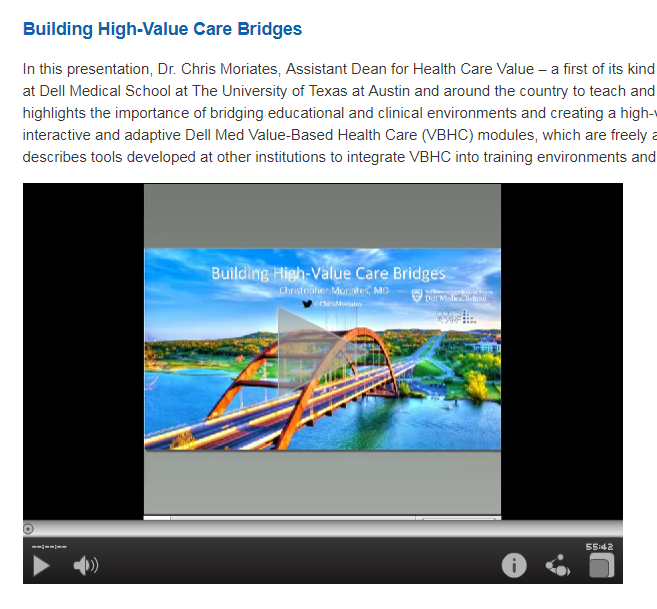 Building High-Value Care Bridges
In this presentation, Dr. Chris Moriates, Assistant Dean for Health Care Value – a first of its kind
at Dell Medical School at The University of Texas at Austin and around the country to teach and
highlights the importance of bridging educational and clinical environments and creating a high-v
interactive and adaptive Dell Med Value-Based Health Care (VBHC) modules, which are freely a
describes tools developed at other institutions to integrate VBHC into training environments and
Building High-Value Care Bridges
Christopher Moriates, MD
@ChrisMoriates
Dell Medical School
--:--:--
55:42